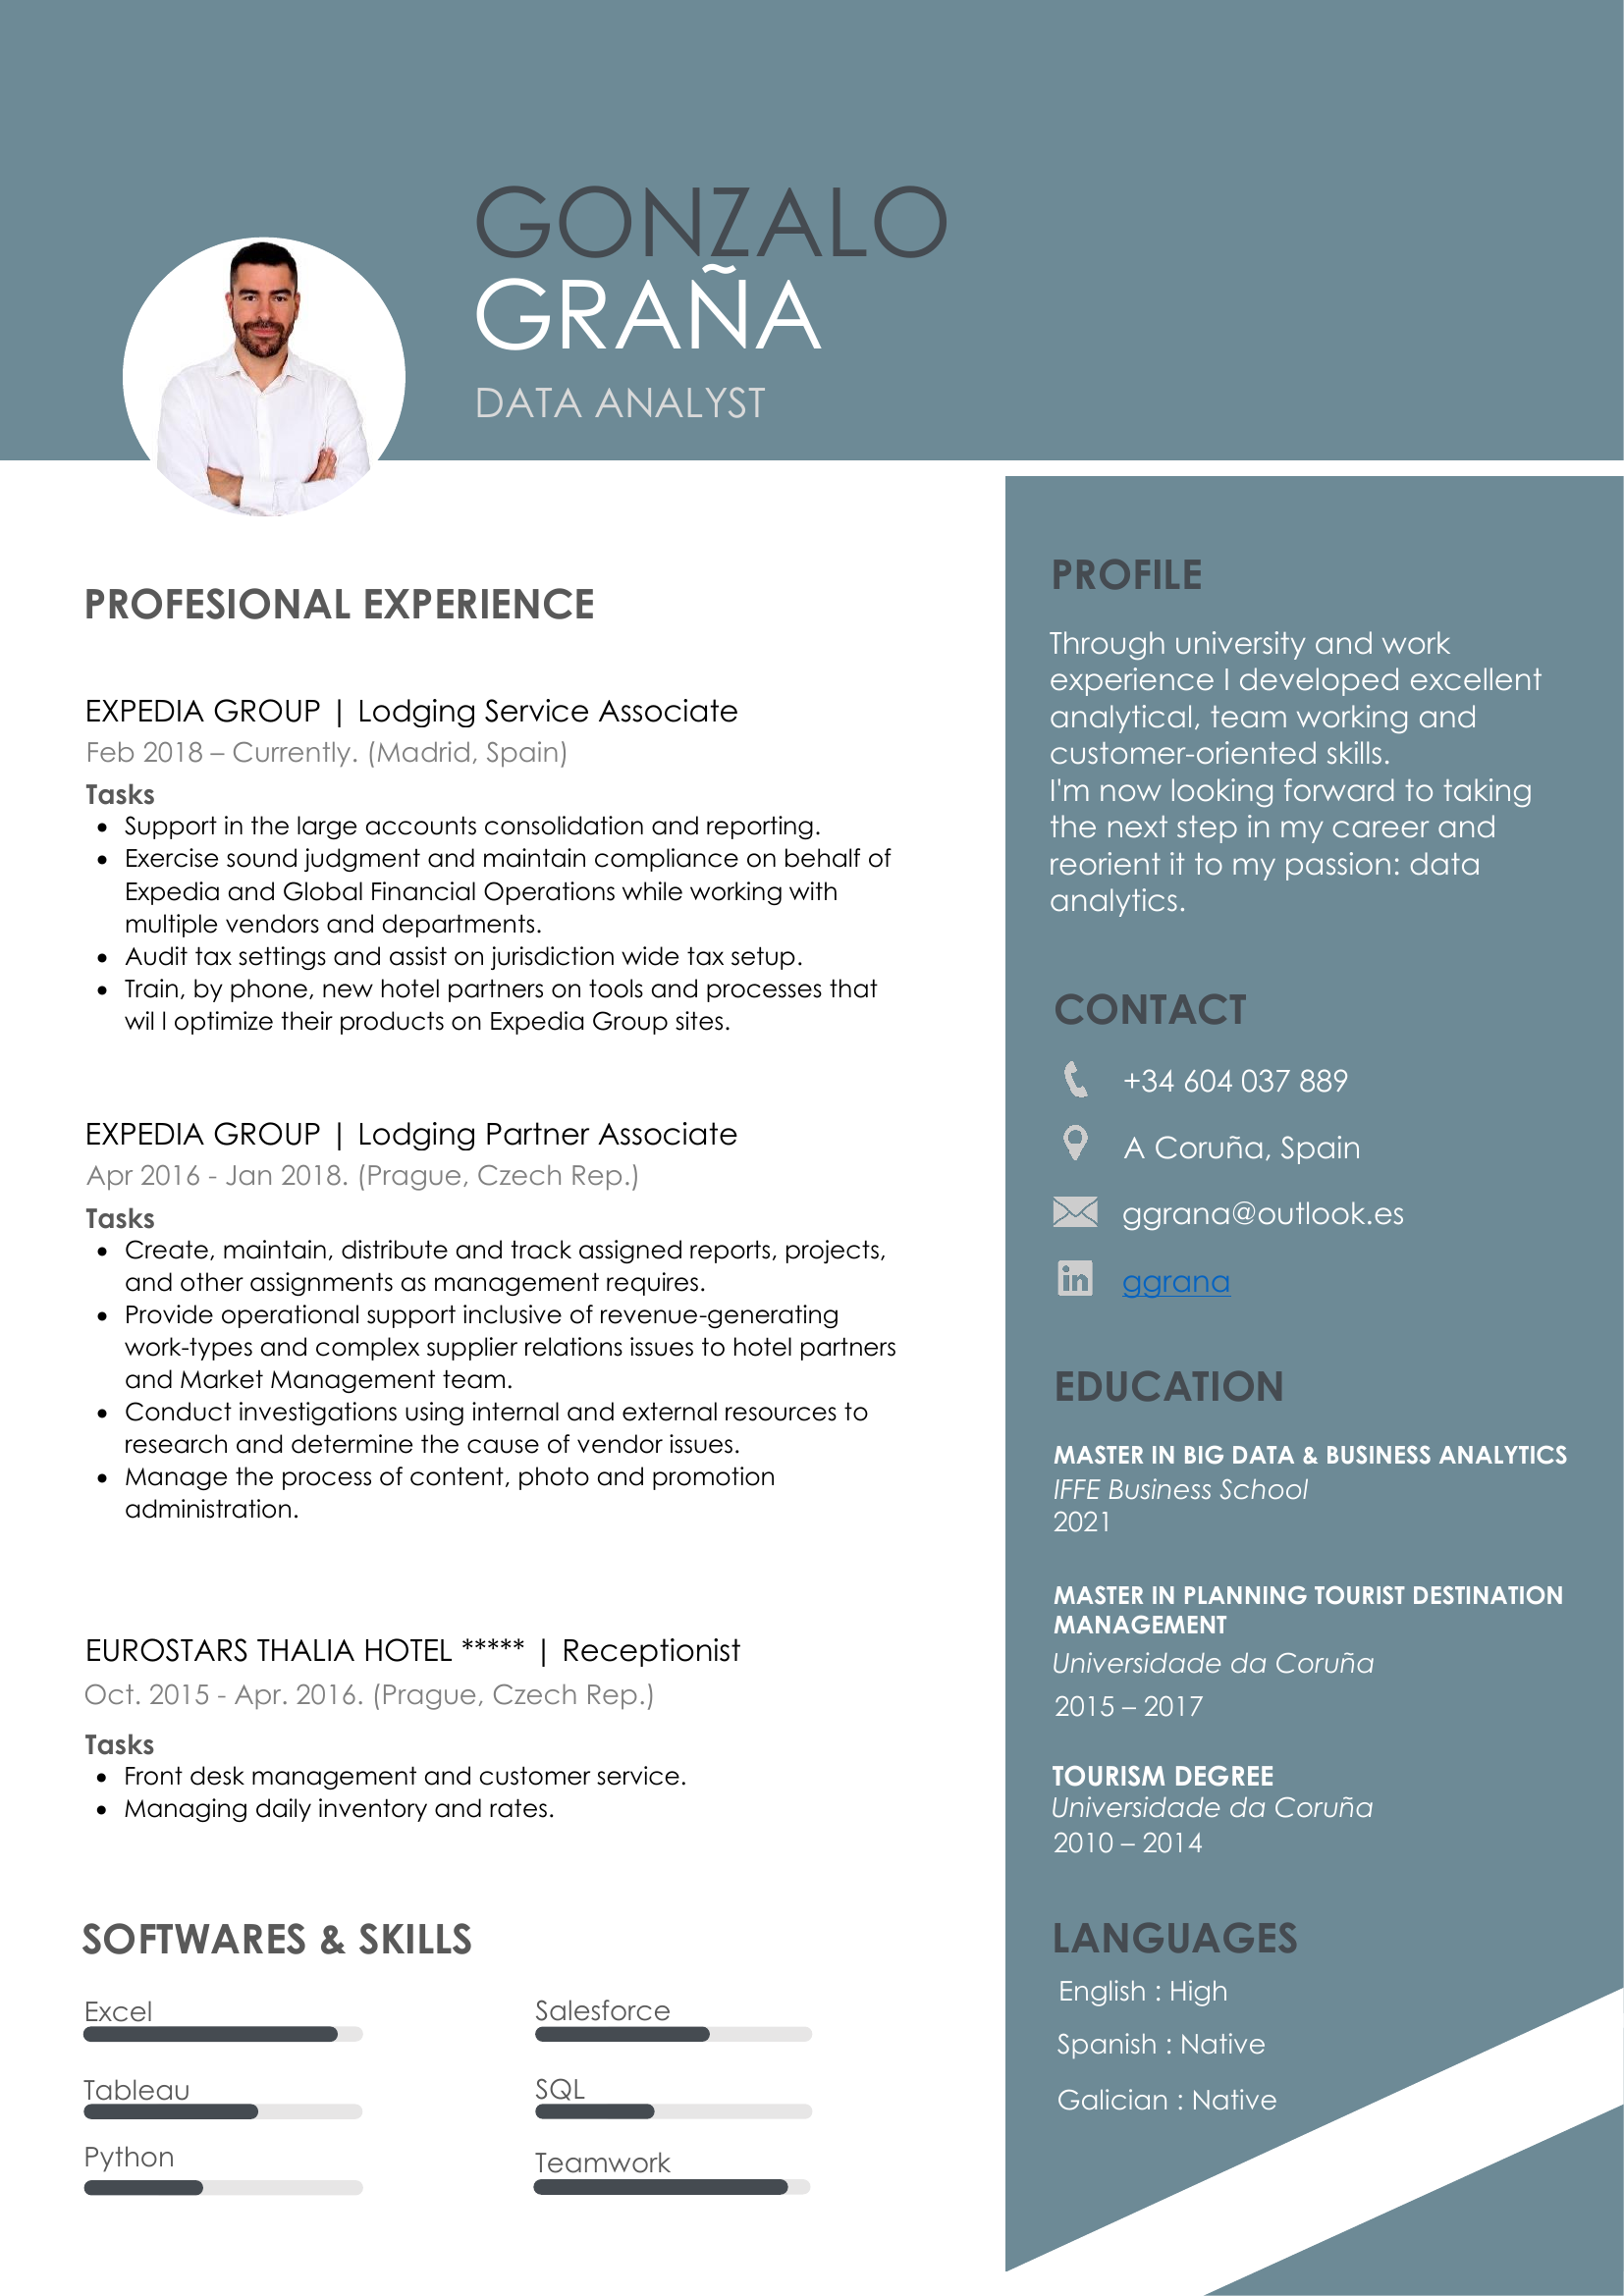 GONZALO
GRAÑA
DATA ANALYST
PROFESIONAL EXPERIENCE
EXPEDIA GROUP | Lodging Service Associate
Feb 2018 – Currently. (Madrid, Spain)
Tasks
• Support in the large accounts consolidation and reporting.
• Exercise sound judgment and maintain compliance on behalf of
Expedia and Global Financial Operations while working with
multiple vendors and departments.
• Audit tax settings and assist on jurisdiction wide tax setup.
• Train, by phone, new hotel partners on tools and processes that
wil l optimize their products on Expedia Group sites.
EXPEDIA GROUP | Lodging Partner Associate
Apr 2016 - Jan 2018. (Prague, Czech Rep.)
Tasks
• Create, maintain, distribute and track assigned reports, projects,
and other assignments as management requires.
• Provide operational support inclusive of revenue-generating
work-types and complex supplier relations issues to hotel partners
and Market Management team.
• Conduct investigations using internal and external resources to
research and determine the cause of vendor issues.
• Manage the process of content, photo and promotion
administration.
EUROSTARS THALIA HOTEL ***** | Receptionist
Oct. 2015 - Apr. 2016. (Prague, Czech Rep.)
Tasks
• Front desk management and customer service.
• Managing daily inventory and rates.
SOFTWARES & SKILLS
Excel
Salesforce
Tableau
SQL
Python
Teamwork
PROFILE
Through university and work
experience I developed excellent
analytical, team working and
customer-oriented skills.
I'm now looking forward to taking
the next step in my career and
reorient it to my passion: data
analytics.
CONTACT
+34 604 037 889
A Coruña, Spain
ggrana@outlook.es
in ggrana
EDUCATION
MASTER IN BIG DATA & BUSINESS ANALYTICS
IFFE Business School
2021
MASTER IN PLANNING TOURIST DESTINATION
MANAGEMENT
Universidade da Coruña
2015 – 2017
TOURISM DEGREE
Universidade da Coruña
2010 – 2014
LANGUAGES
English : High
Spanish : Native
Galician : Native